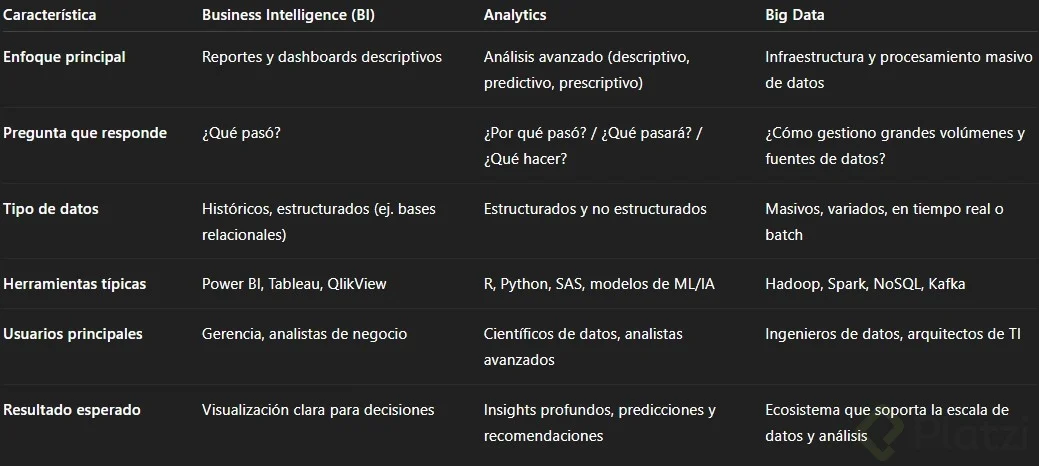 Característica Business Intelligence (BI) Analytics Big Data
Enfoque principal Reportes y dashboards descriptivos Análisis avanzado (descriptivo, Infraestructura y procesamiento masivo
predictivo, prescriptivo) de datos
Pregunta que responde ¿Qué pasó? ¿Por qué pasó? / ¿Qué pasará? / ¿Cómo gestiono grandes volúmenes y
¿Qué hacer? fuentes de datos?
Tipo de datos Históricos, estructurados (ej. bases Estructurados y no estructurados Masivos, variados, en tiempo real o
relacionales) batch
Herramientas típicas Power BI, Tableau, QlikView R, Python, SAS, modelos de ML/IA Hadoop, Spark, NoSQL, Kafka
Usuarios principales Gerencia, analistas de negocio Científicos de datos, analistas Ingenieros de datos, arquitectos de TI
avanzados
Resultado esperado Visualización clara para decisiones Insights profundos, predicciones y Ecosistema que soporta la escala de
recomendaciones datos y análisis
Platzi